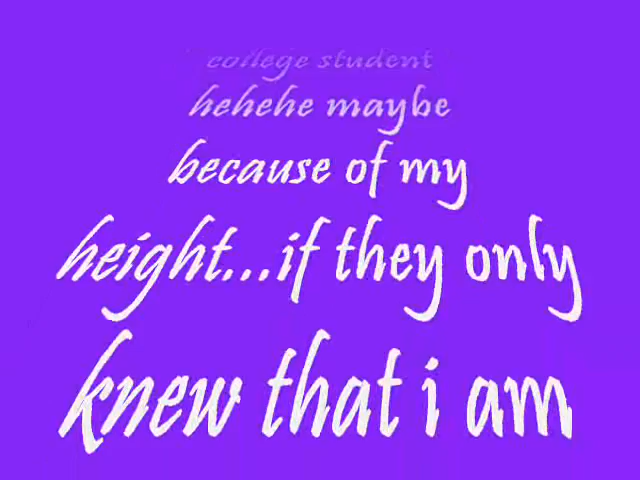 college student
hehehe maybe
because of my
height...if they only
knew that i am